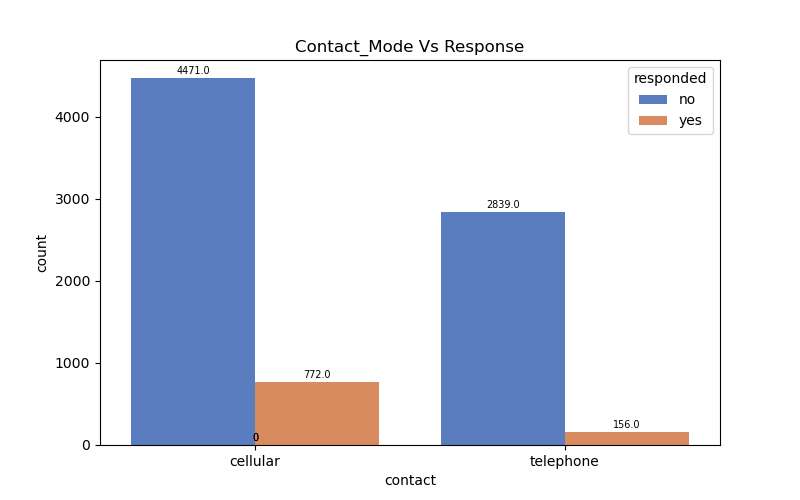 Contact_Mode Vs Response
4471.0
responded
no
yes
4000
3000
2839.0
count
2000
1000
772.0
156.0
0
0
cellular
telephone
contact